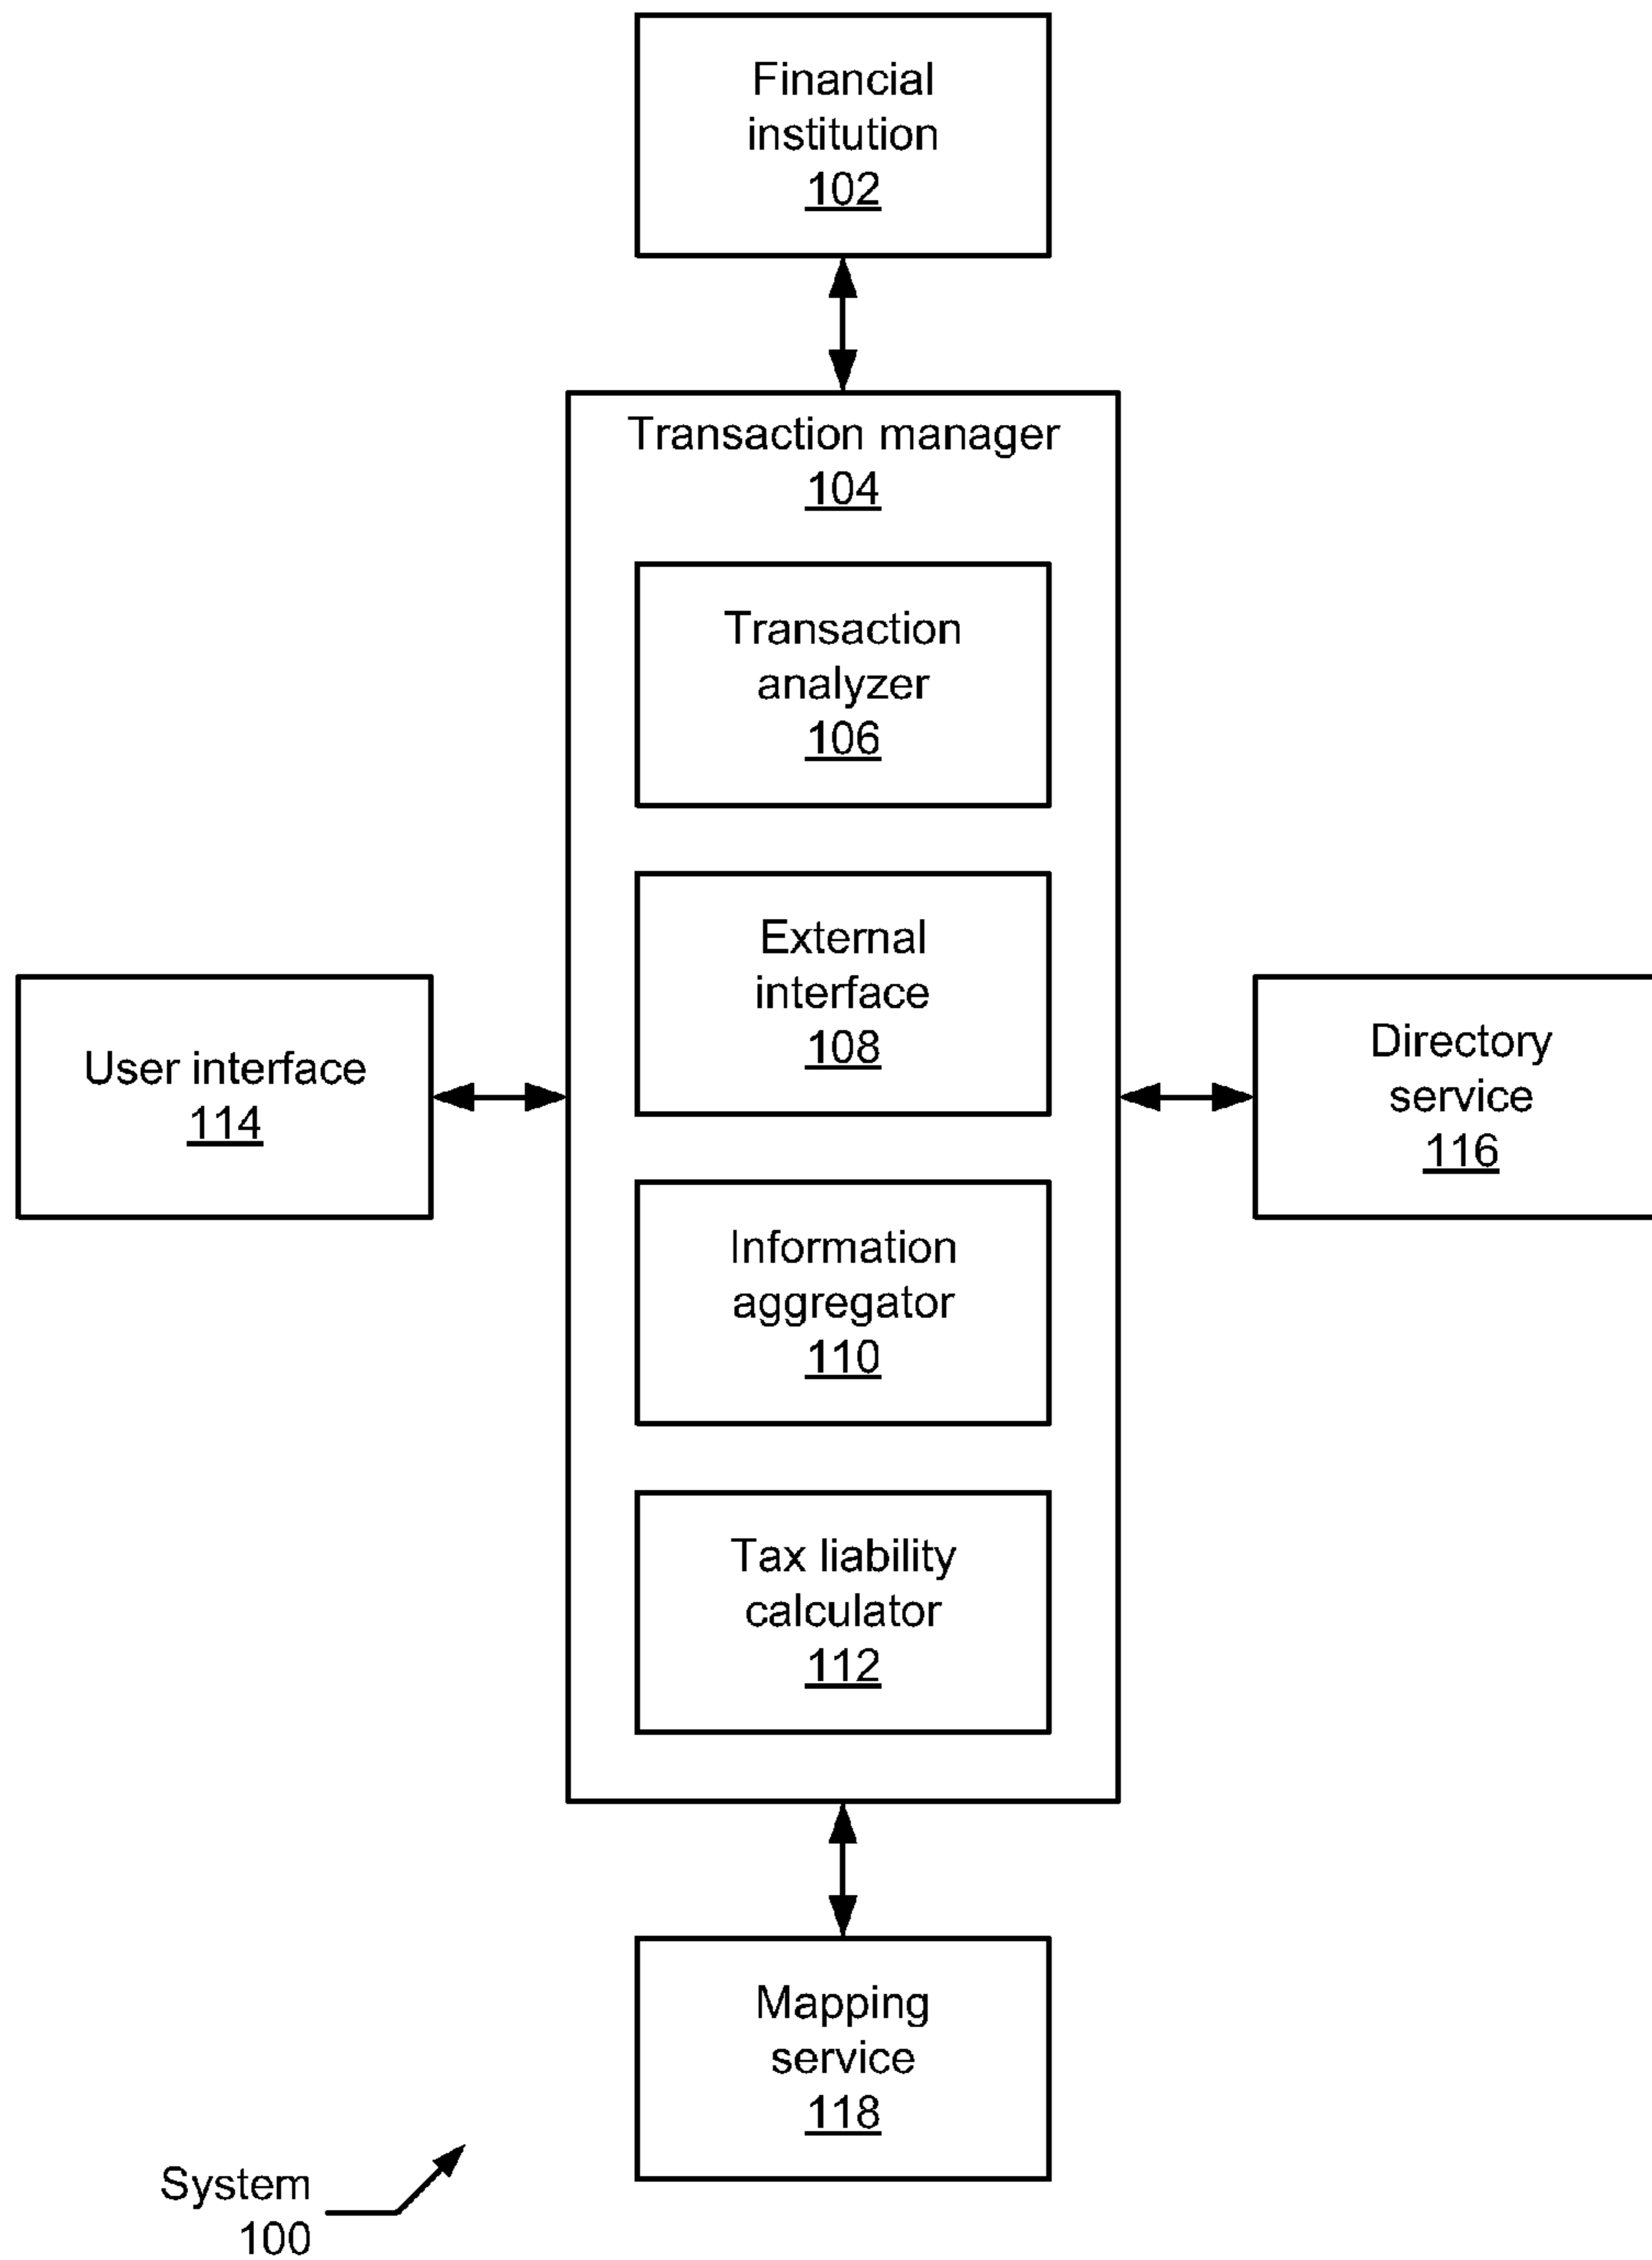 Financial
institution
102
Transaction manager
104
Transaction
analyzer
106
External
interface
108
User interface
114
Directory
service
116
Information
aggregator
110
Tax liability
calculator
112
Mapping
service
118
System
100